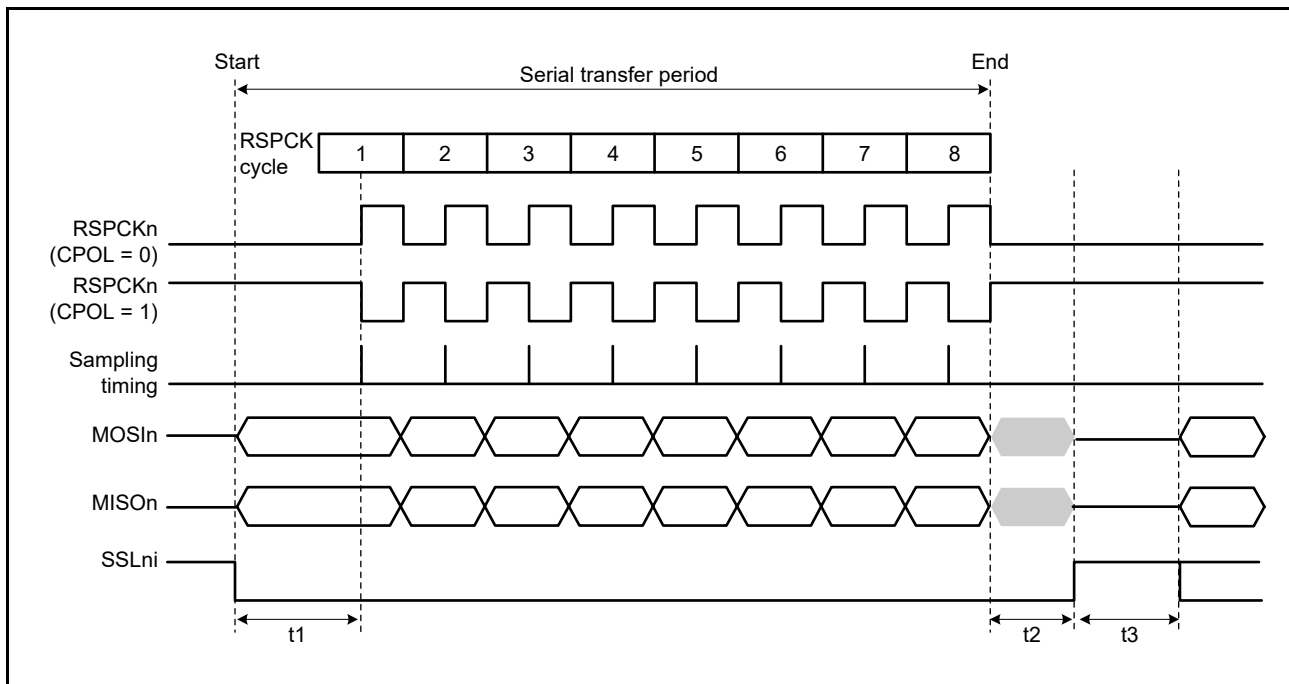 Start
End
Serial transfer period
RSPCK
cycle
1 2 3 4 5 6 7 8
RSPCKn
(CPOL = 0)
RSPCKn
(CPOL = 1)
Sampling
timing
MOSIn
MISOn
SSLni
t1
t2
t3